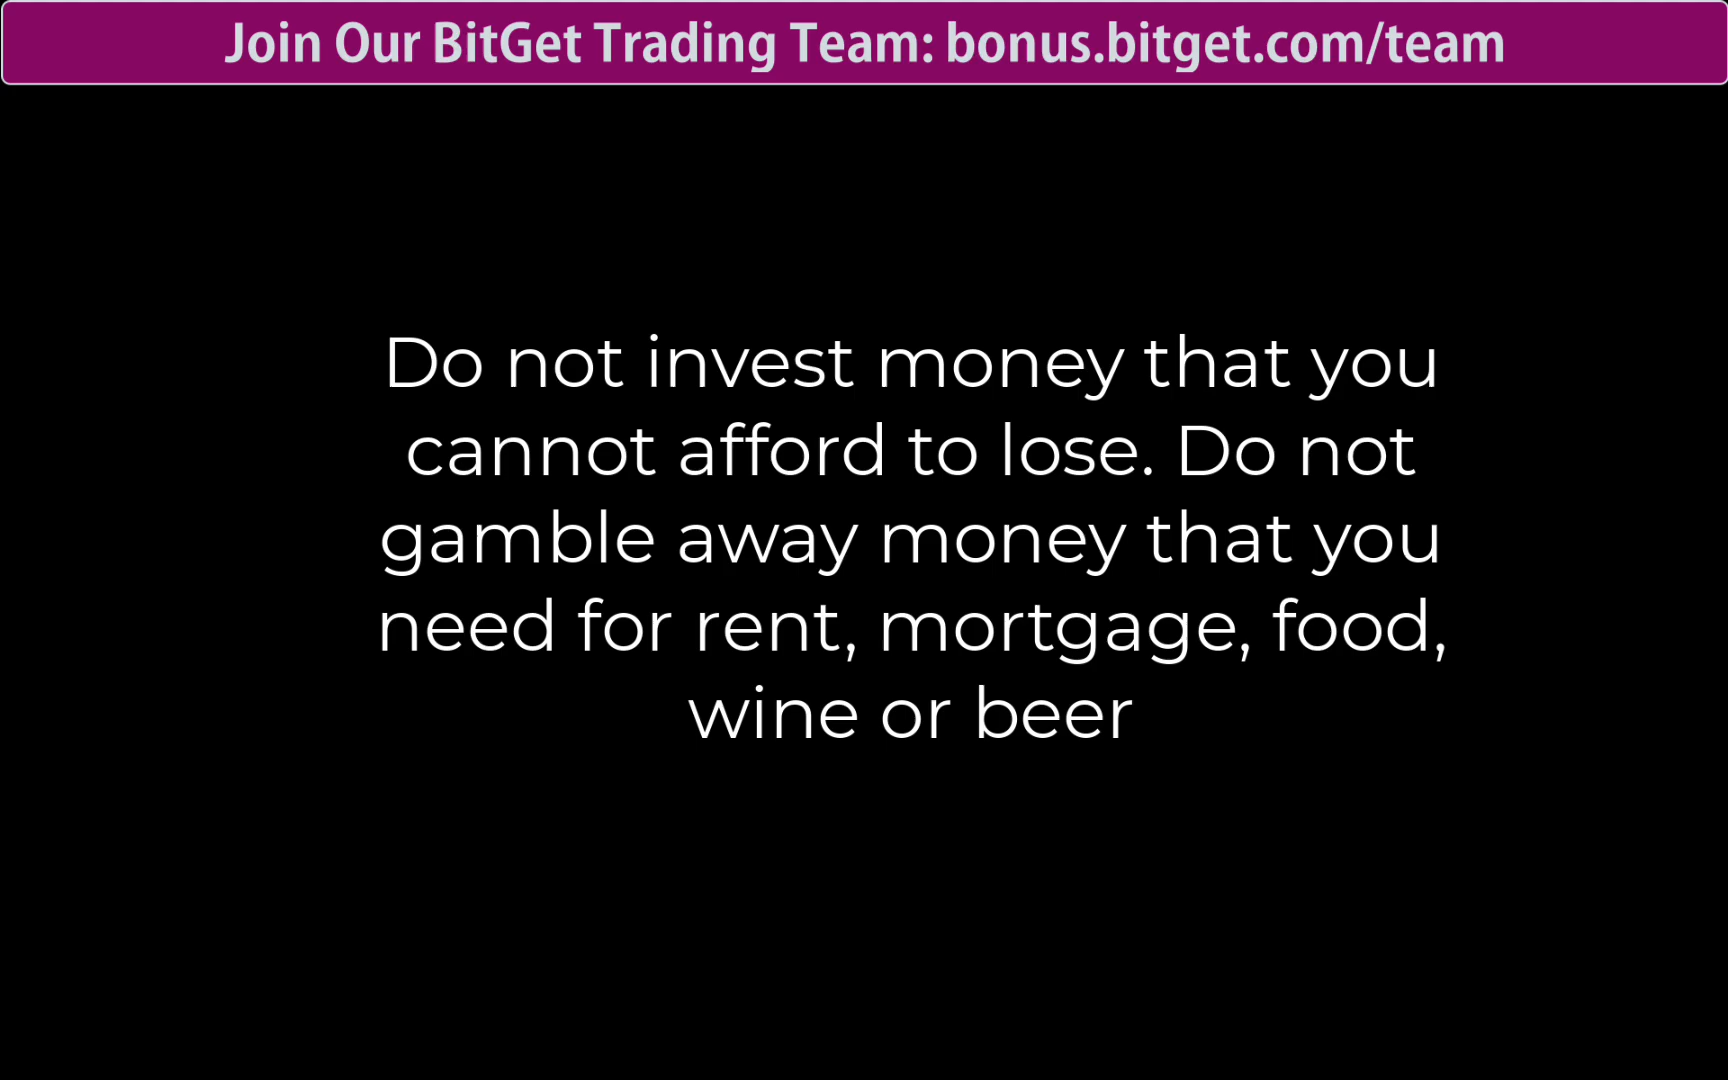 Join Our BitGet Trading Team: bonus.bitget.com/team
Do not invest money that you
cannot afford to lose. Do not
gamble away money that you
need for rent, mortgage, food,
wine or beer